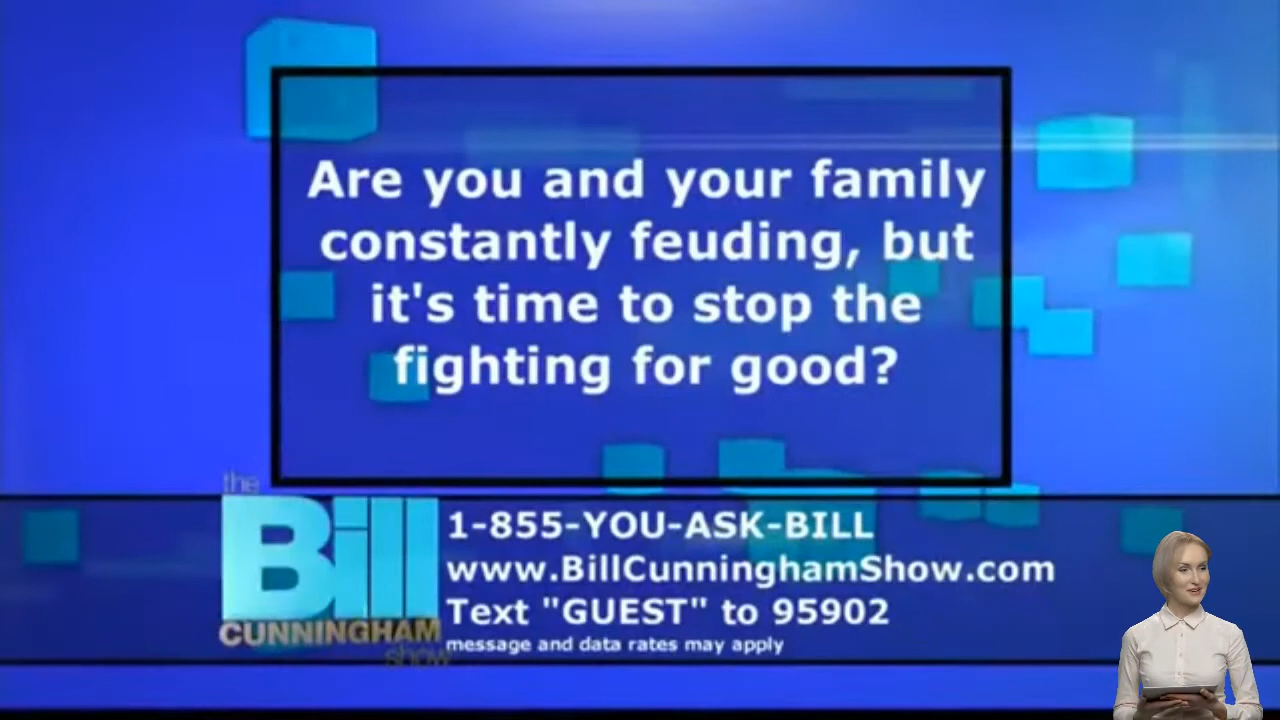 Are you and your family
constantly feuding, but
it's time to stop the
fighting for good?
the
Bill
CUNNINGHAM
show
1-855-YOU-ASK-BILL
www.BillCunninghamShow.com
Text "GUEST" to 95902
message and data rates may apply